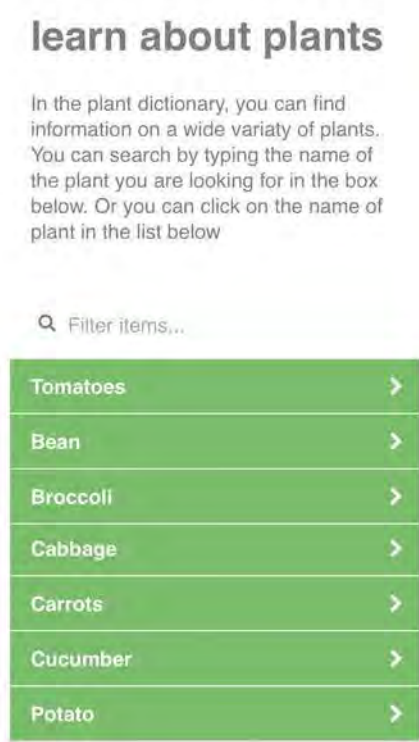 learn about plants
In the plant dictionary, you can find
information on a wide variaty of plants.
You can search by typing the name of
the plant you are looking for in the box
below. Or you can click on the name of
plant in the list below
Filter items...
Tomatoes
Bean
Broccoli
Cabbage
Carrots
Cucumber
Potato